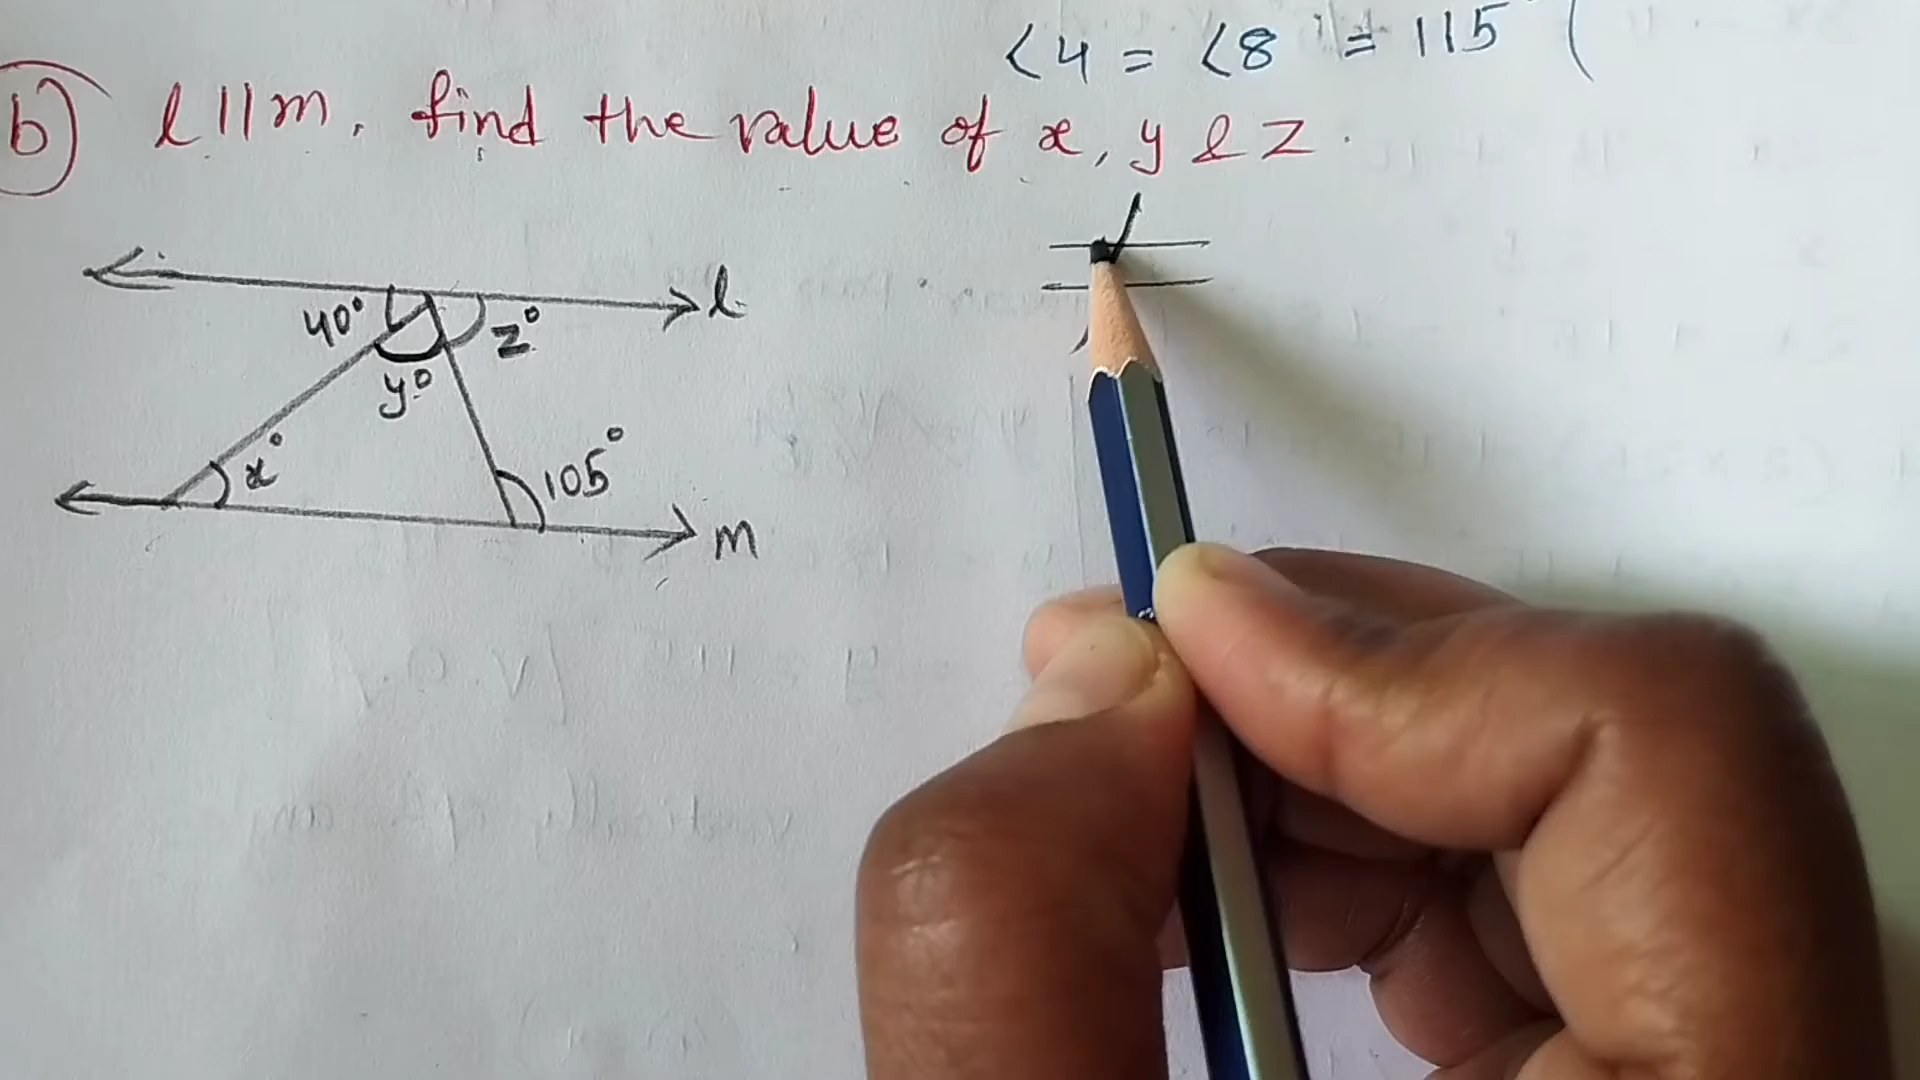 <4 = <8 = 115° (
b) l || m. find the value of x, y & z.
40° z° l
y°
x° 105°
m